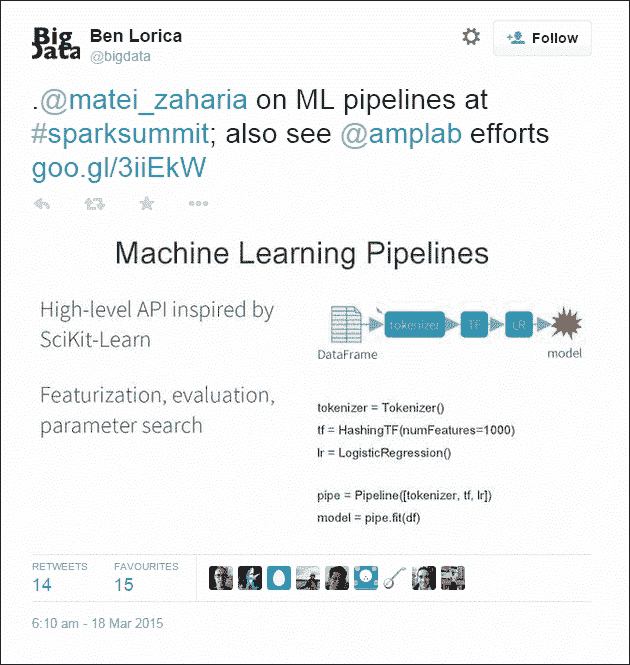 Big
Data
Ben Lorica
@bigdata
Follow
.@matei_zaharia on ML pipelines at
#sparksummit; also see @amplab efforts
goo.gl/3iiEkW
Machine Learning Pipelines
High-level API inspired by
SciKit-Learn
Featurization, evaluation,
parameter search
tokenizer
TF
LR
DataFrame
model
tokenizer = Tokenizer()
tf = HashingTF(numFeatures=1000)
lr = LogisticRegression()
pipe = Pipeline([tokenizer, tf, lr])
model = pipe.fit(df)
RETWEETS
14
FAVOURITES
15
6:10 am - 18 Mar 2015